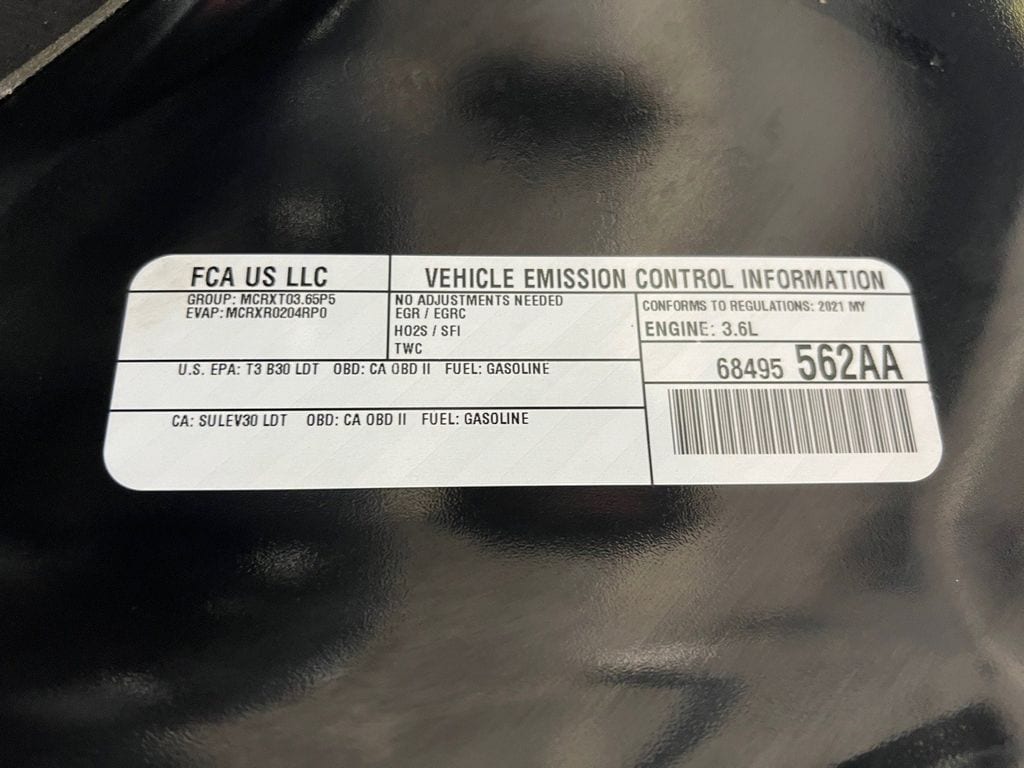 FCA US LLC
VEHICLE EMISSION CONTROL INFORMATION
GROUP: MCRXT03.65P5
EVAP: MCRXR0204RP0
NO ADJUSTMENTS NEEDED
EGR / EGRC
HO2S / SFI
TWC
CONFORMS TO REGULATIONS: 2021 MY
ENGINE: 3.6L
68495 562AA
U.S. EPA: T3 B30 LDT OBD: CA OBD II FUEL: GASOLINE
CA: SULEV30 LDT OBD: CA OBD II FUEL: GASOLINE